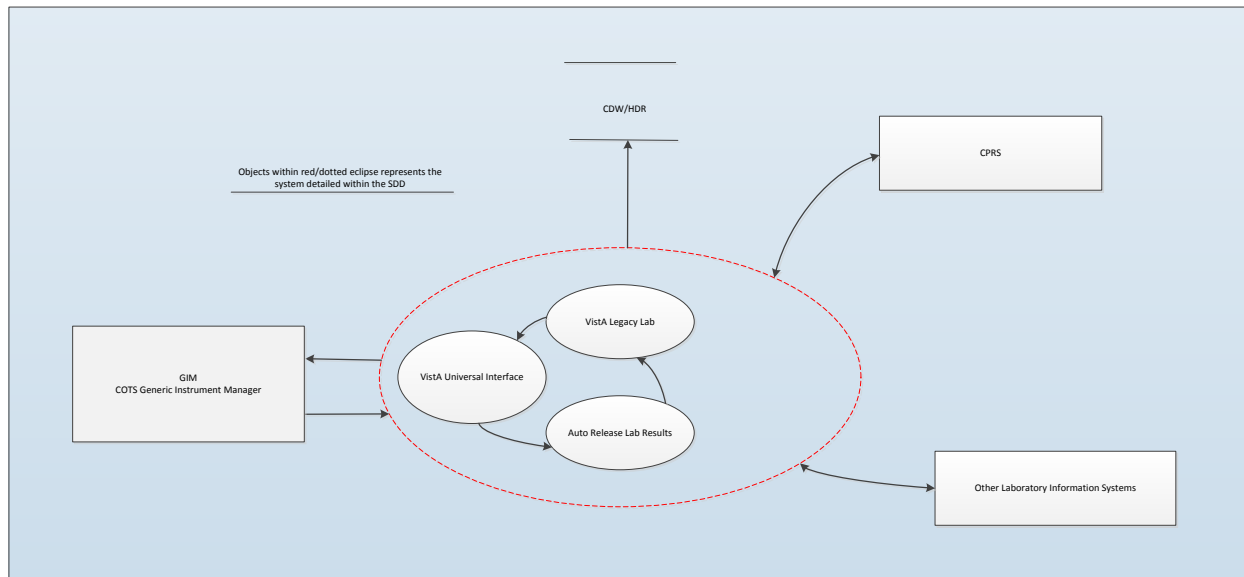 CDW/HDR
CPRS
Objects within red/dotted eclipse represents the
system detailed within the SDD
VistA Legacy Lab
GIM
COTS Generic Instrument Manager
VistA Universal Interface
Auto Release Lab Results
Other Laboratory Information Systems